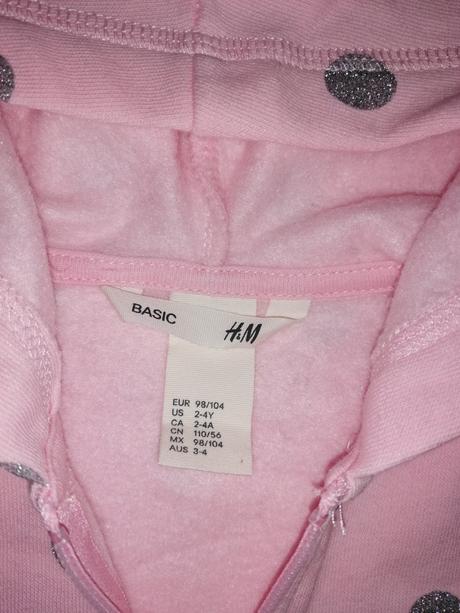 BASIC
H&M
EUR 98/104
US 2-4Y
CA 2-4A
CN 110/56
MX 98/104
AUS 3-4